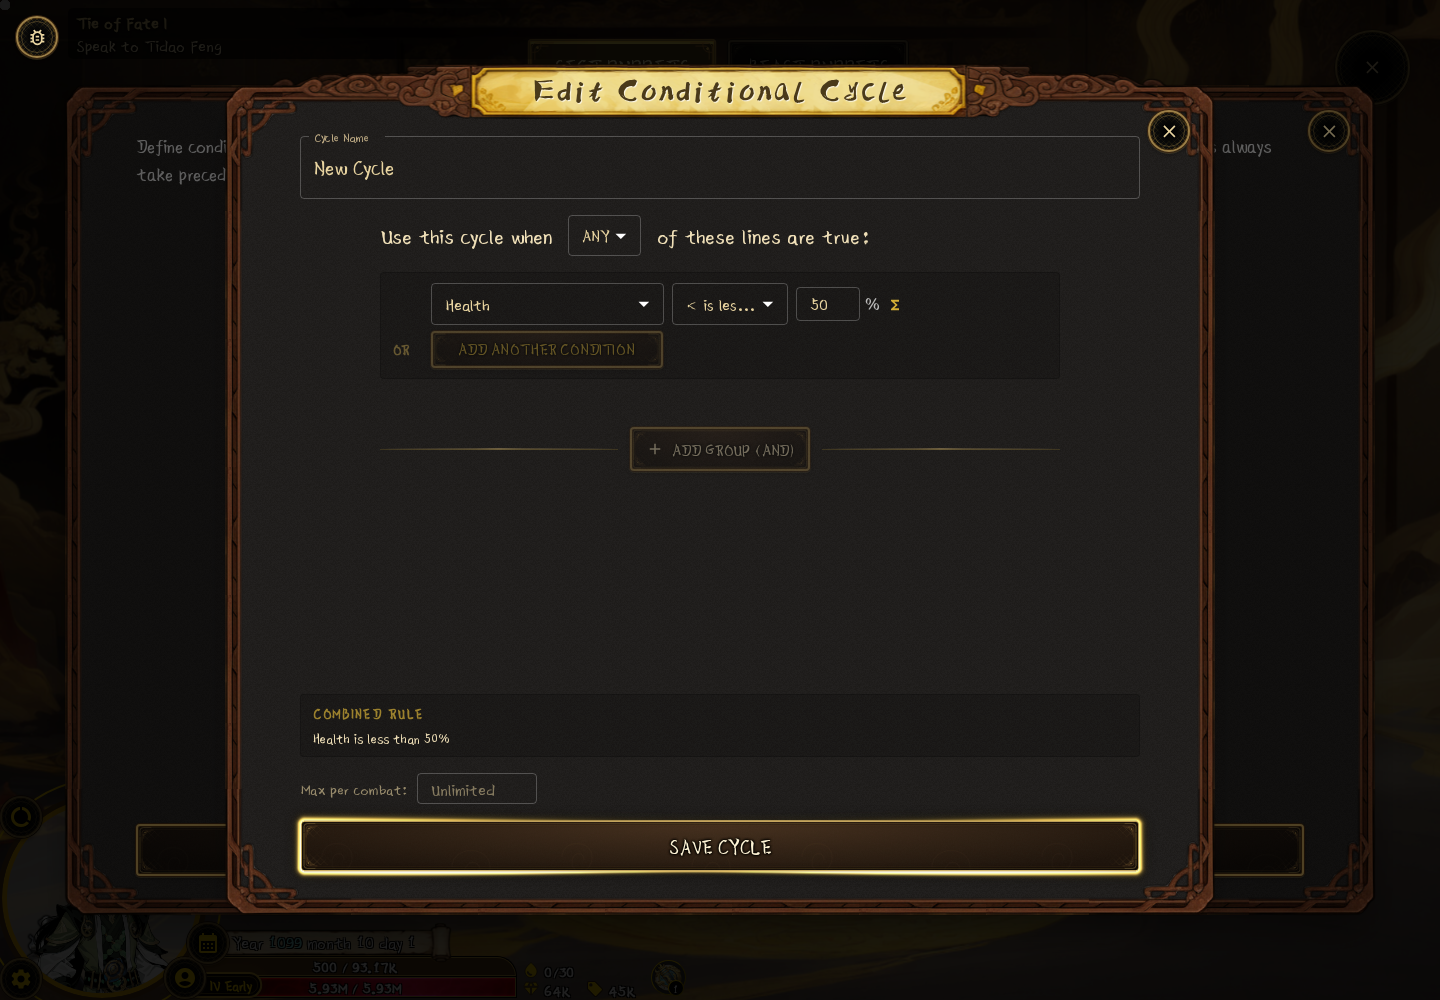 Tie of Fate I
Speak to Tidao Feng
Edit Conditional Cycle
Define condi
s always
take preced
Cycle Name
New Cycle
Use this cycle when ANY of these lines are true:
Health < is les... 50 % Σ
OR ADD ANOTHER CONDITION
+ ADD GROUP (AND)
COMBINED RULE
Health is less than 50%
Max per combat: Unlimited
SAVE CYCLE
Year 1099 month 10 day 1
500 / 93.17K
0/30
IV Early
5.93M / 5.93M
64K
45K